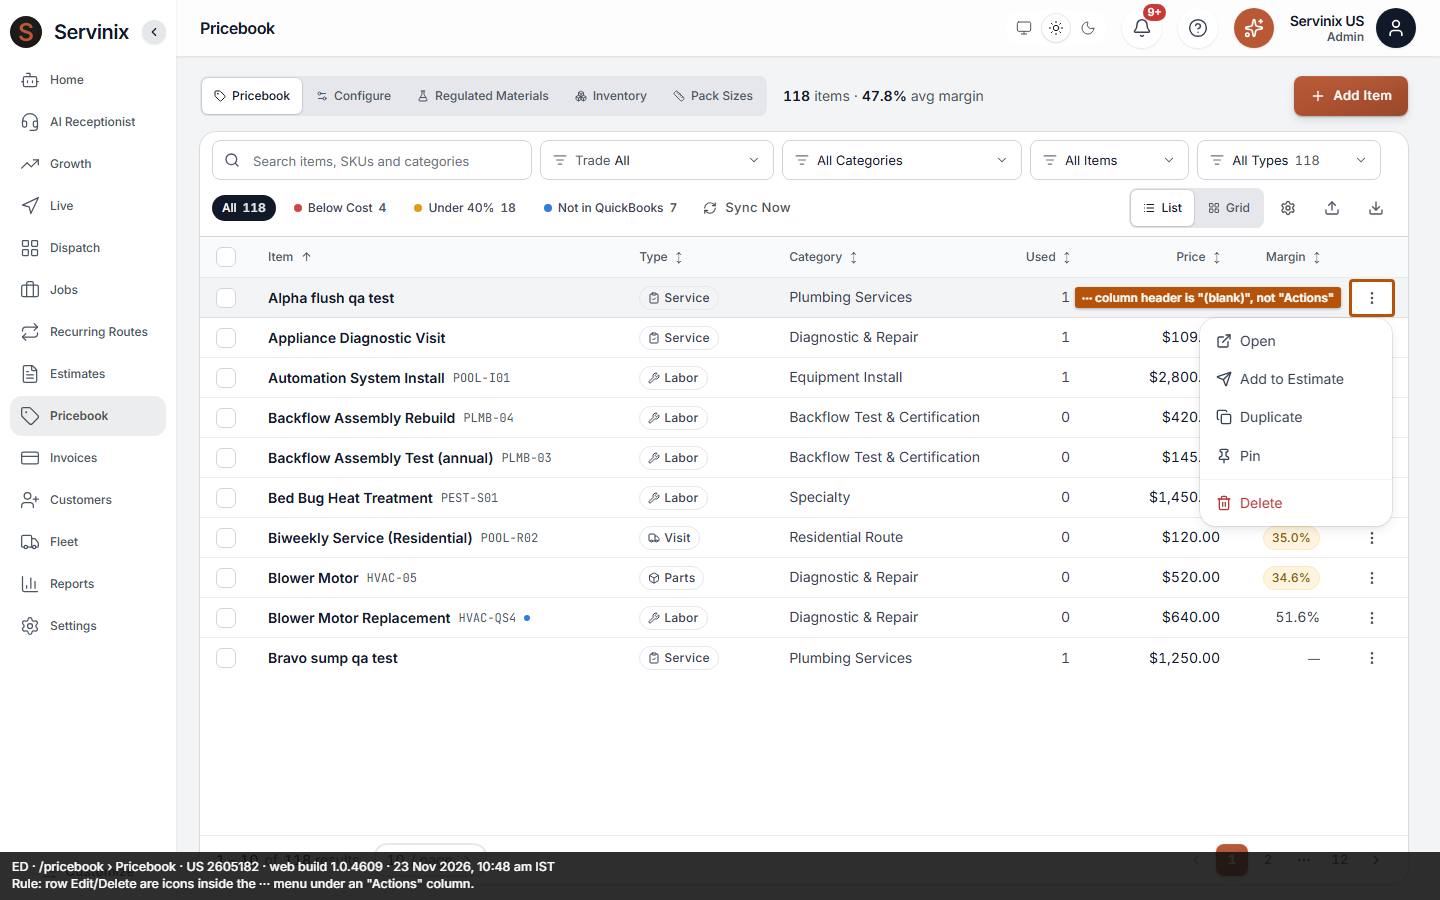 Servinix
Home
AI Receptionist
Growth
Live
Dispatch
Jobs
Recurring Routes
Estimates
Pricebook
Invoices
Customers
Fleet
Reports
Settings
Pricebook
9+
Servinix US
Admin
Pricebook Configure Regulated Materials Inventory Pack Sizes 118 items · 47.8% avg margin + Add Item
Search items, SKUs and categories Trade All All Categories All Items All Types 118
All 118 Below Cost 4 Under 40% 18 Not in QuickBooks 7 Sync Now List Grid
Item Type Category Used Price Margin
Alpha flush qa test Service Plumbing Services 1 ··· column header is "(blank)", not "Actions"
Appliance Diagnostic Visit Service Diagnostic & Repair 1 $109.
Automation System Install POOL-I01 Labor Equipment Install 1 $2,800.
Backflow Assembly Rebuild PLMB-04 Labor Backflow Test & Certification 0 $420.
Backflow Assembly Test (annual) PLMB-03 Labor Backflow Test & Certification 0 $145.
Bed Bug Heat Treatment PEST-S01 Labor Specialty 0 $1,450.
Biweekly Service (Residential) POOL-R02 Visit Residential Route 0 $120.00 35.0%
Blower Motor HVAC-05 Parts Diagnostic & Repair 0 $520.00 34.6%
Blower Motor Replacement HVAC-QS4 Labor Diagnostic & Repair 0 $640.00 51.6%
Bravo sump qa test Service Plumbing Services 1 $1,250.00 —
Open
Add to Estimate
Duplicate
Pin
Delete
1 2 ··· 12
ED · /pricebook › Pricebook · US 2605182 · web build 1.0.4609 · 23 Nov 2026, 10:48 am IST
Rule: row Edit/Delete are icons inside the ··· menu under an "Actions" column.